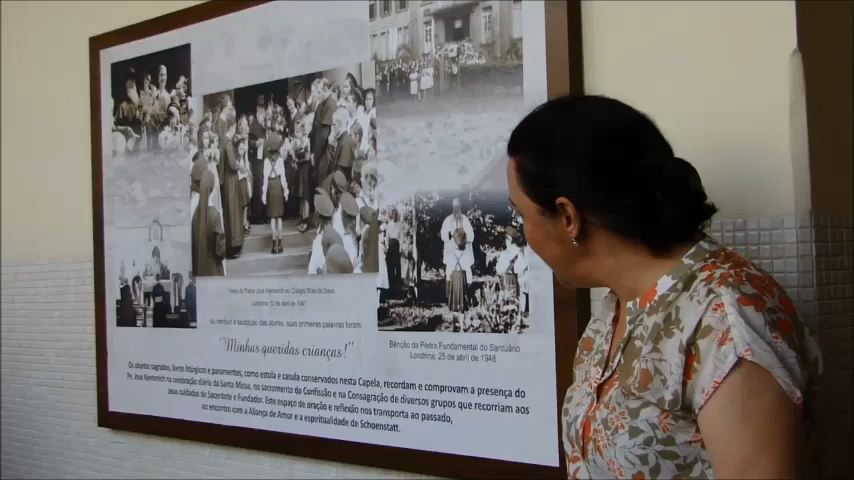 Visita do Padre José Kentenich ao Colégio Mãe de Deus
Londrina, 12 de abril de 1947
Ao retribuir a saudação dos alunos, suas primeiras palavras foram:
"Minhas queridas crianças!"
Bênção da Pedra Fundamental do Santuário
Londrina, 25 de abril de 1948
Os objetos sagrados, livros litúrgicos e paramentos, como estola e casula conservados nesta Capela, recordam e comprovam a presença do
Pe. José Kentenich na celebração diária da Santa Missa, no sacramento da Confissão e na Conferência de diversos grupos que recorriam aos
seus cuidados de Sacerdote e Fundador. Este espaço de oração e reflexão nos transporta ao passado,
ao encontro com a Aliança de Amor e a espiritualidade de Schoenstatt.